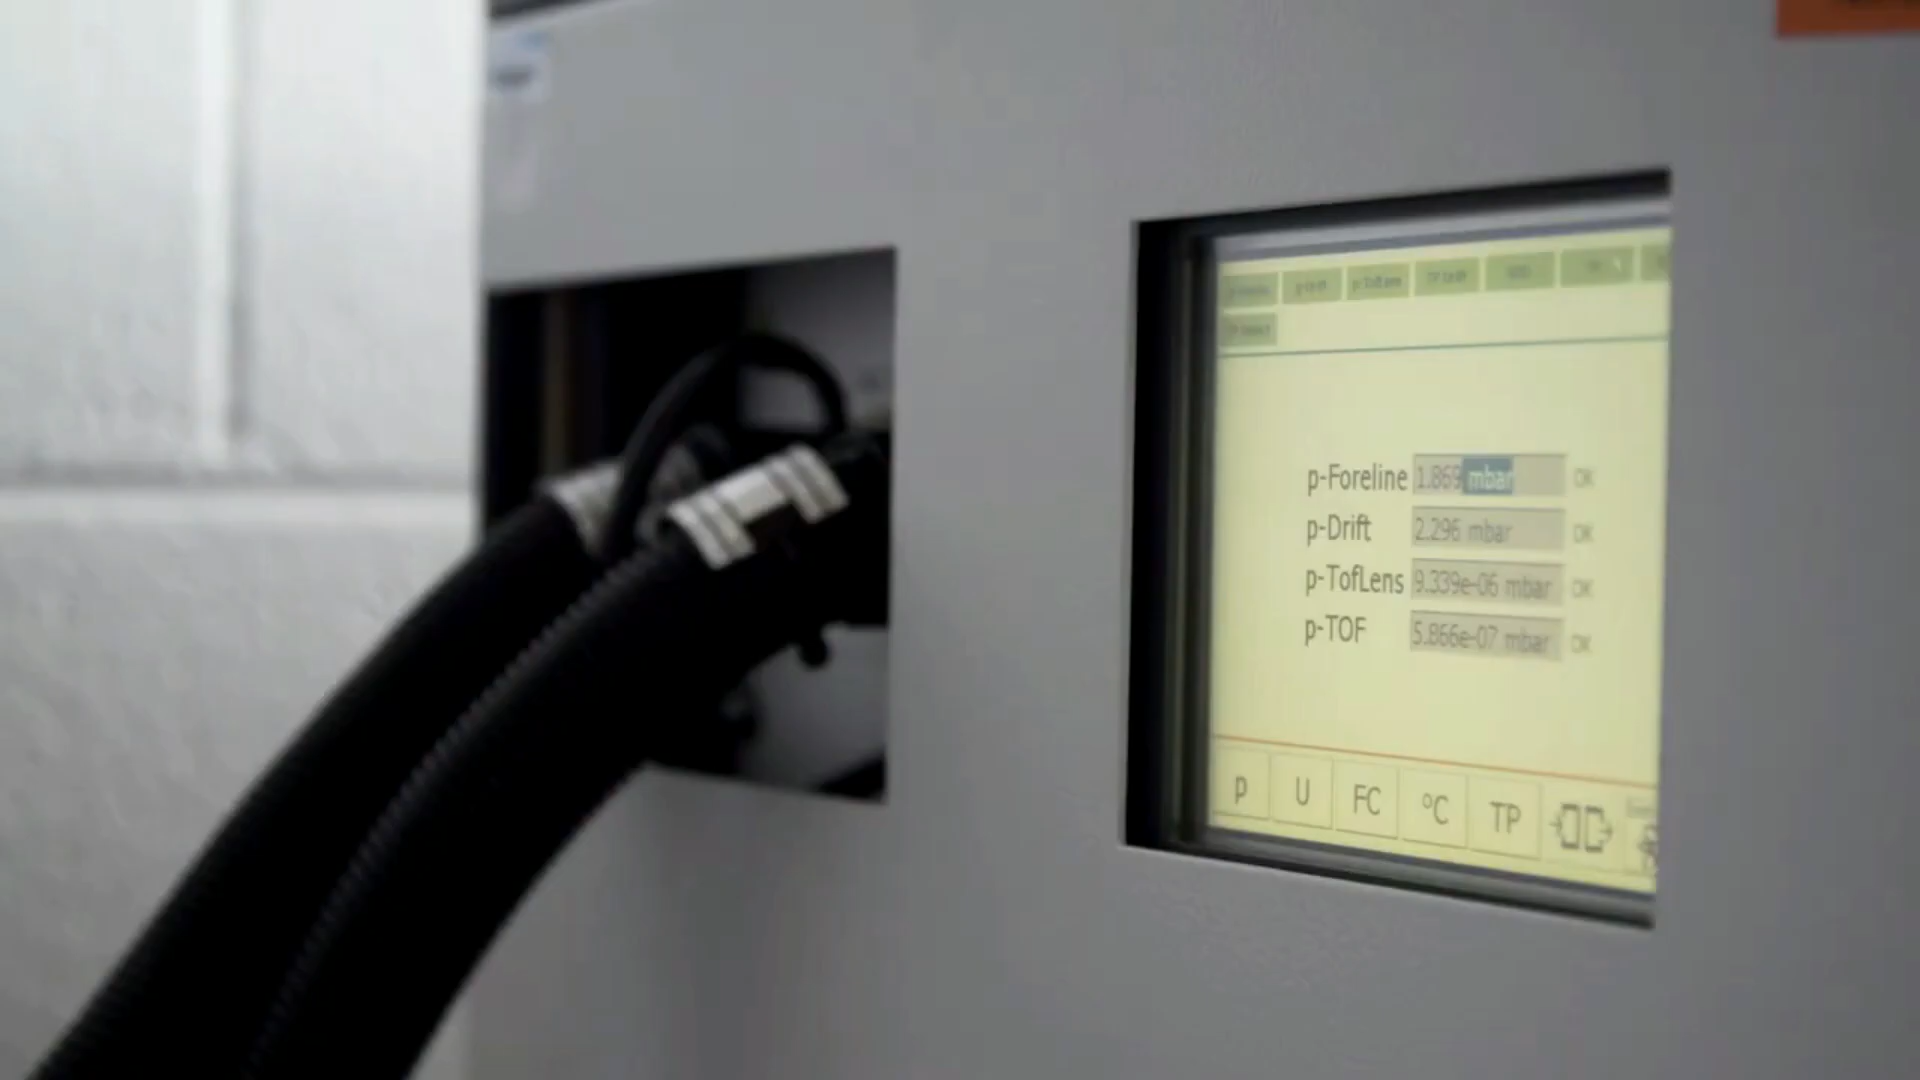 p-Foreline 1.869 mbar OK
p-Drift 2.296 mbar OK
p-TofLens 9.339e-06 mbar OK
p-TOF 5.866e-07 mbar OK
p U FC °C TP